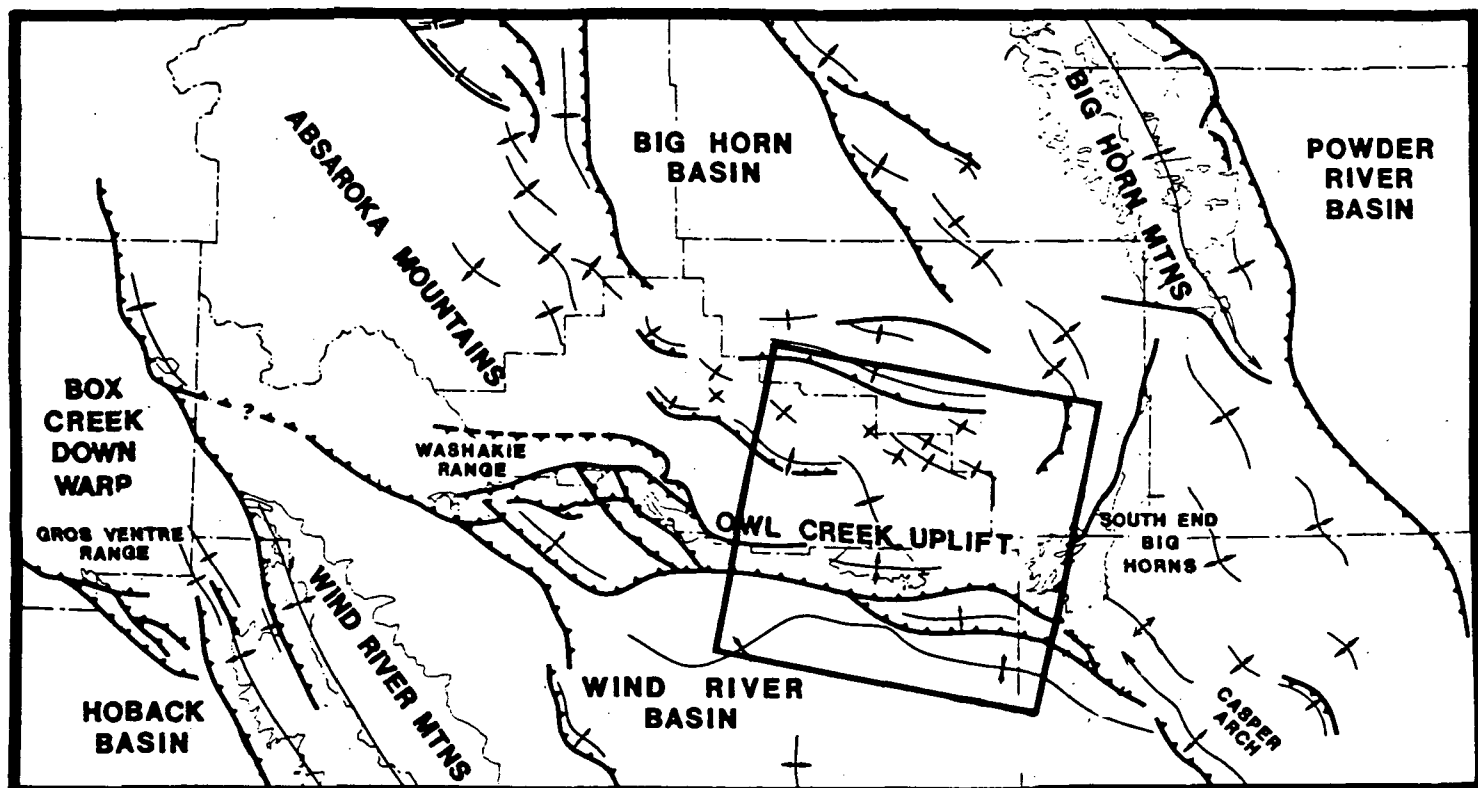 ABSAROKA MOUNTAINS
BIG HORN
BASIN
BIG HORN MTNS
POWDER
RIVER
BASIN
BOX
CREEK
DOWN
WARP
?
WASHAKIE
RANGE
GROS VENTRE
RANGE
OWL CREEK UPLIFT
SOUTH END
BIG
HORNS
WIND RIVER MTNS
HOBACK
BASIN
WIND RIVER
BASIN
CASPER
ARCH